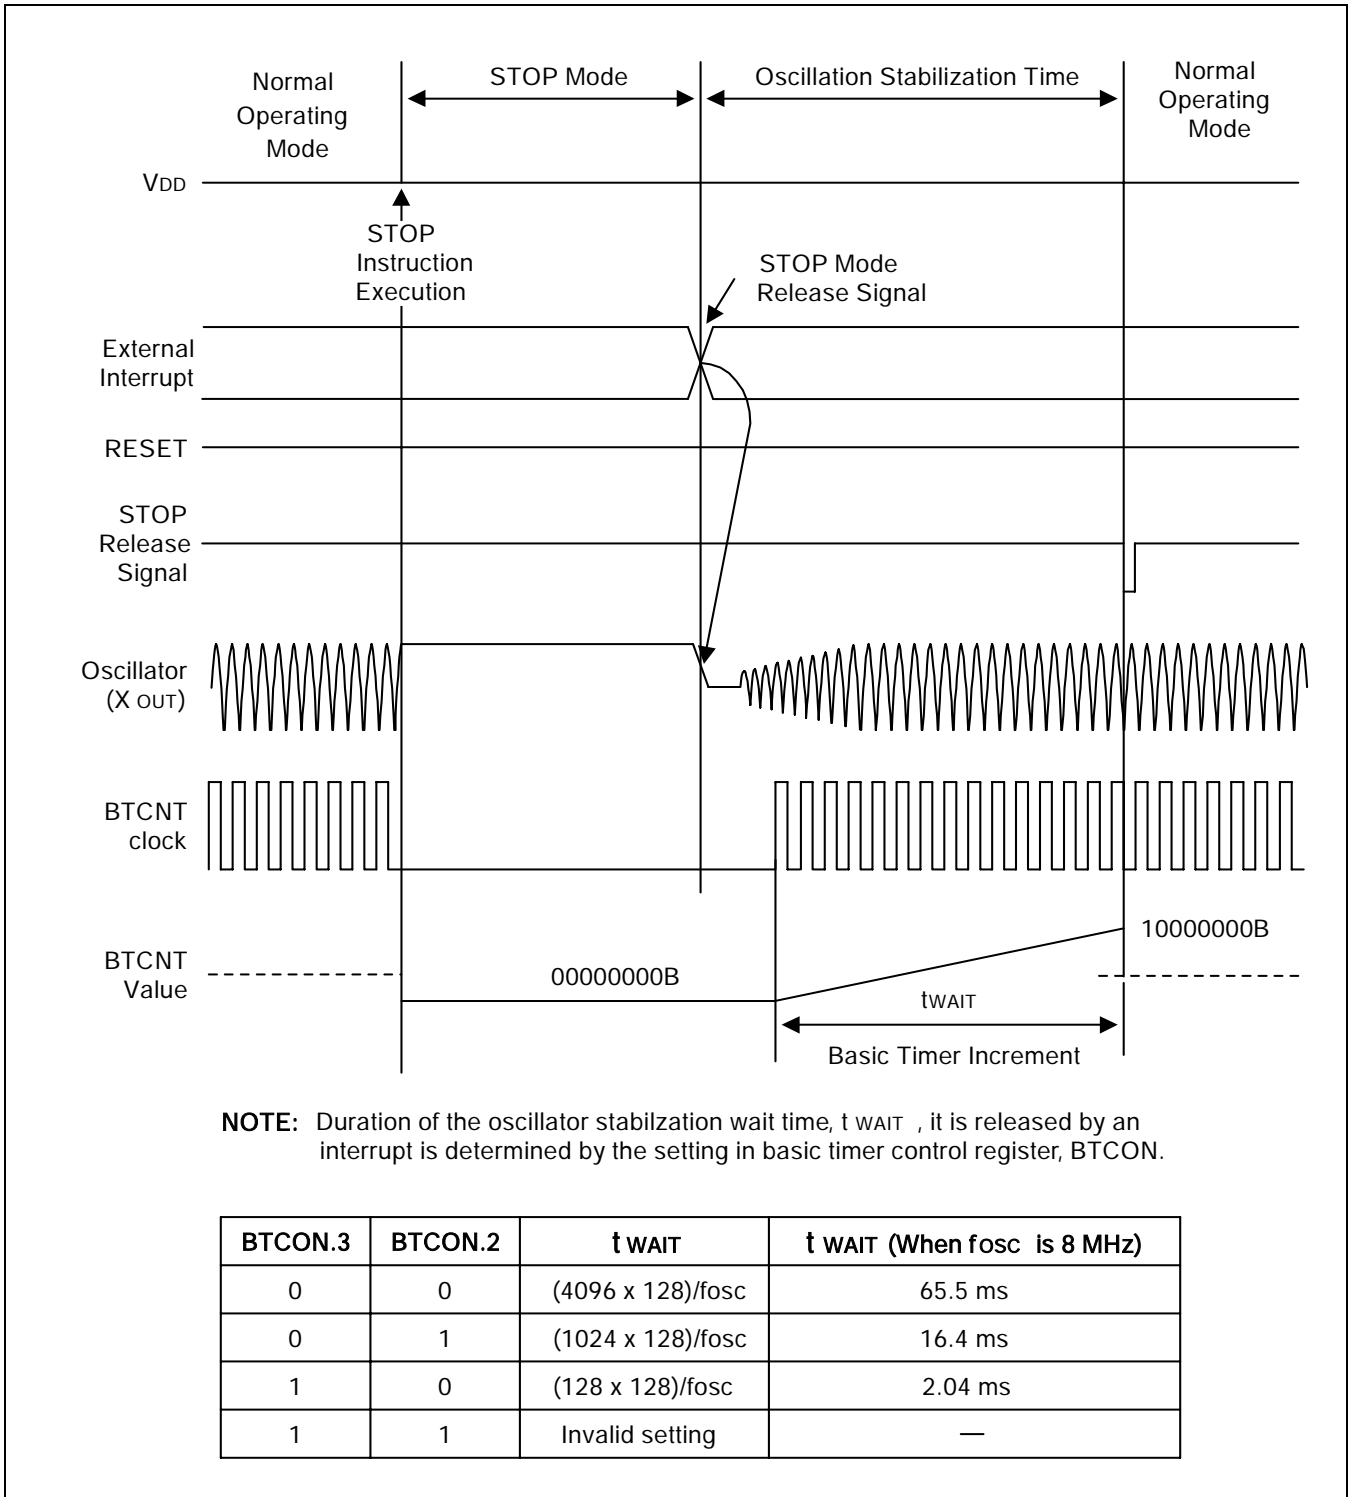 Normal
Operating
Mode
STOP Mode
Oscillation Stabilization Time
Normal
Operating
Mode
VDD
STOP
Instruction
Execution
STOP Mode
Release Signal
External
Interrupt
RESET
STOP
Release
Signal
Oscillator
(X OUT)
BTCNT
clock
10000000B
BTCNT
Value
00000000B
tWAIT
Basic Timer Increment
NOTE: Duration of the oscillator stabilzation wait time, t WAIT , it is released by an
interrupt is determined by the setting in basic timer control register, BTCON.
BTCON.3 BTCON.2 t WAIT t WAIT (When fosc is 8 MHz)
0 0 (4096 x 128)/fosc 65.5 ms
0 1 (1024 x 128)/fosc 16.4 ms
1 0 (128 x 128)/fosc 2.04 ms
1 1 Invalid setting —